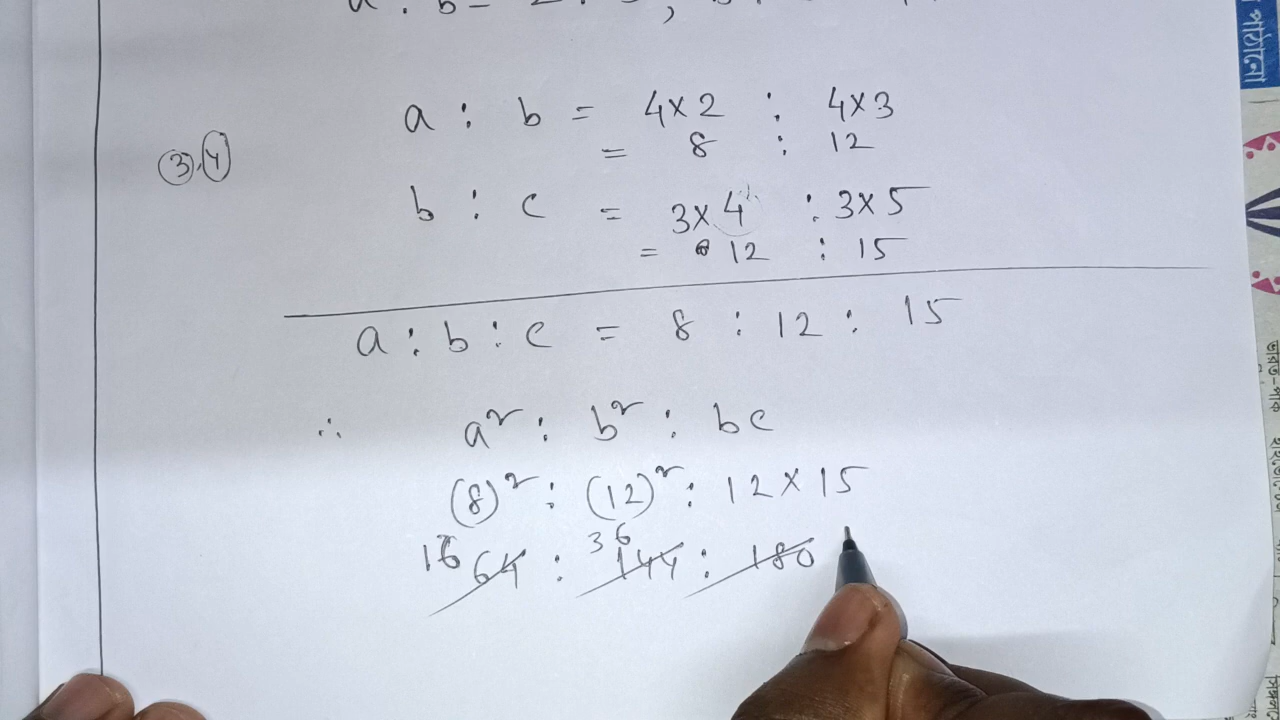 a : b = 4×2 : 4×3
= 8 : 12
③,④
b : c = 3×4 : 3×5
= 12 : 15
a : b : c = 8 : 12 : 15
∴ a² : b² : bc
(8)² : (12)² : 12×15
16 36
64 : 144 : 180
পাঠানো